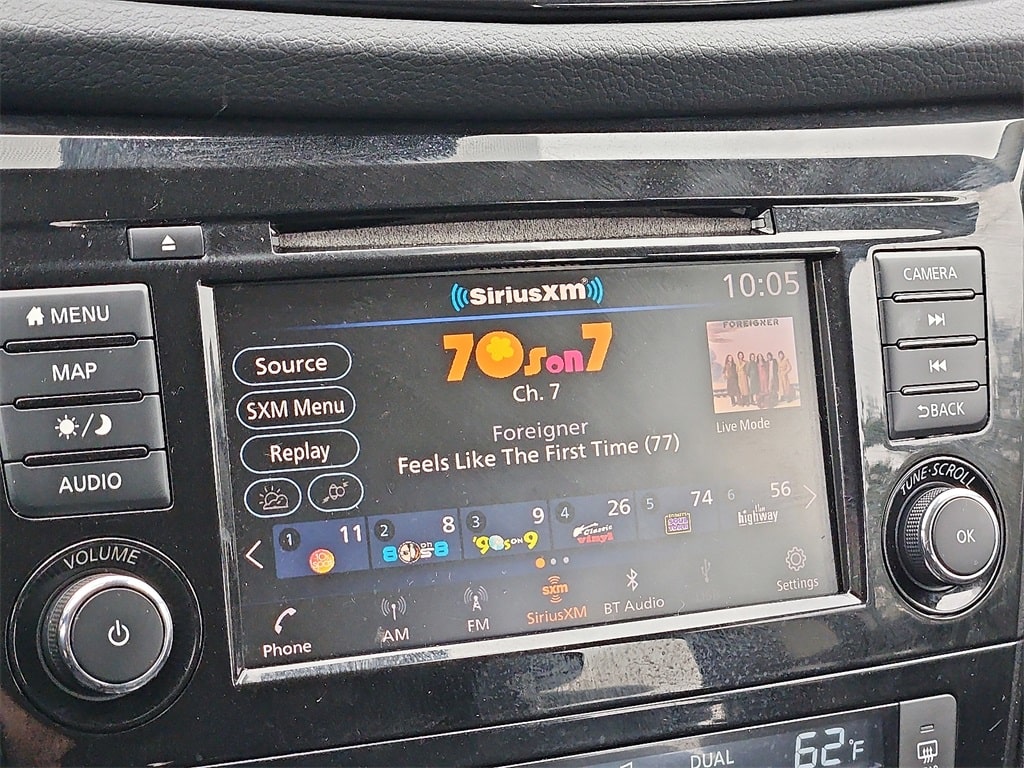 MENU
MAP
AUDIO
VOLUME
SiriusXM
10:05
Source
SXM Menu
Replay
70s on 7
Ch. 7
Foreigner
Feels Like The First Time (77)
FOREIGNER
Live Mode
1 11
2 8
80s on 8
3 9
'90s on 9
4 26
Classic vinyl
5 74
6 56
the highway
Phone
AM
FM
sxm
SiriusXM
BT Audio
Settings
CAMERA
BACK
TUNE·SCROLL
OK
DUAL
62°F